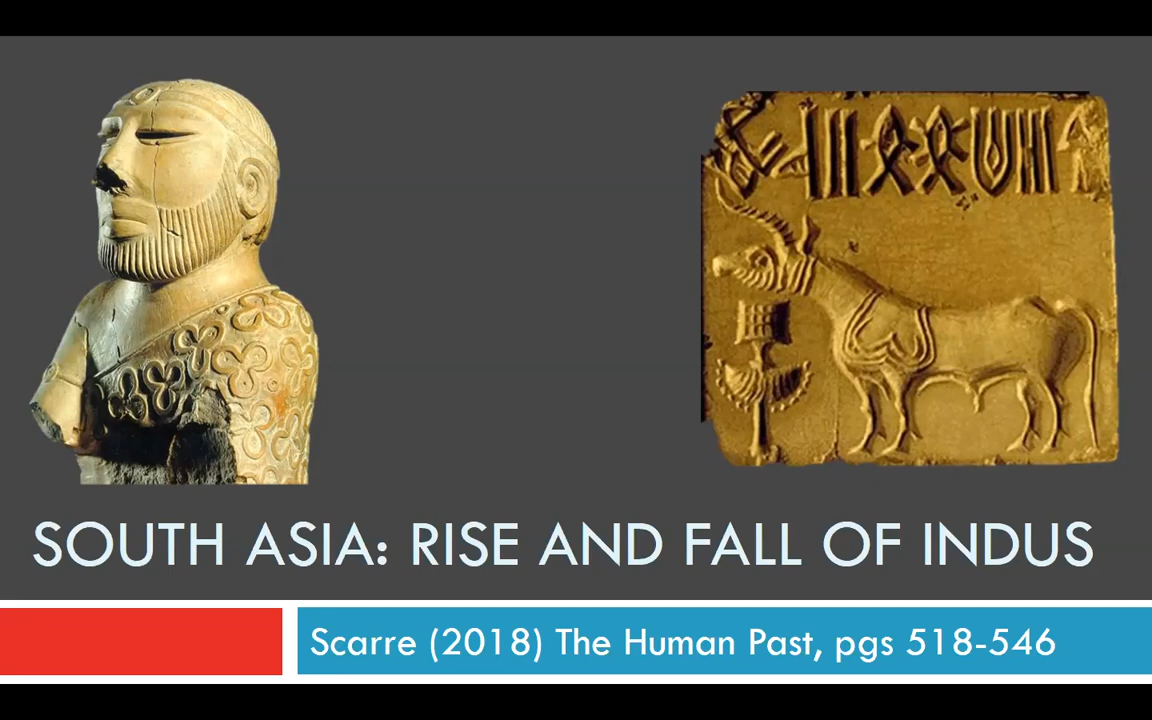 SOUTH ASIA: RISE AND FALL OF INDUS
Scarre (2018) The Human Past, pgs 518-546